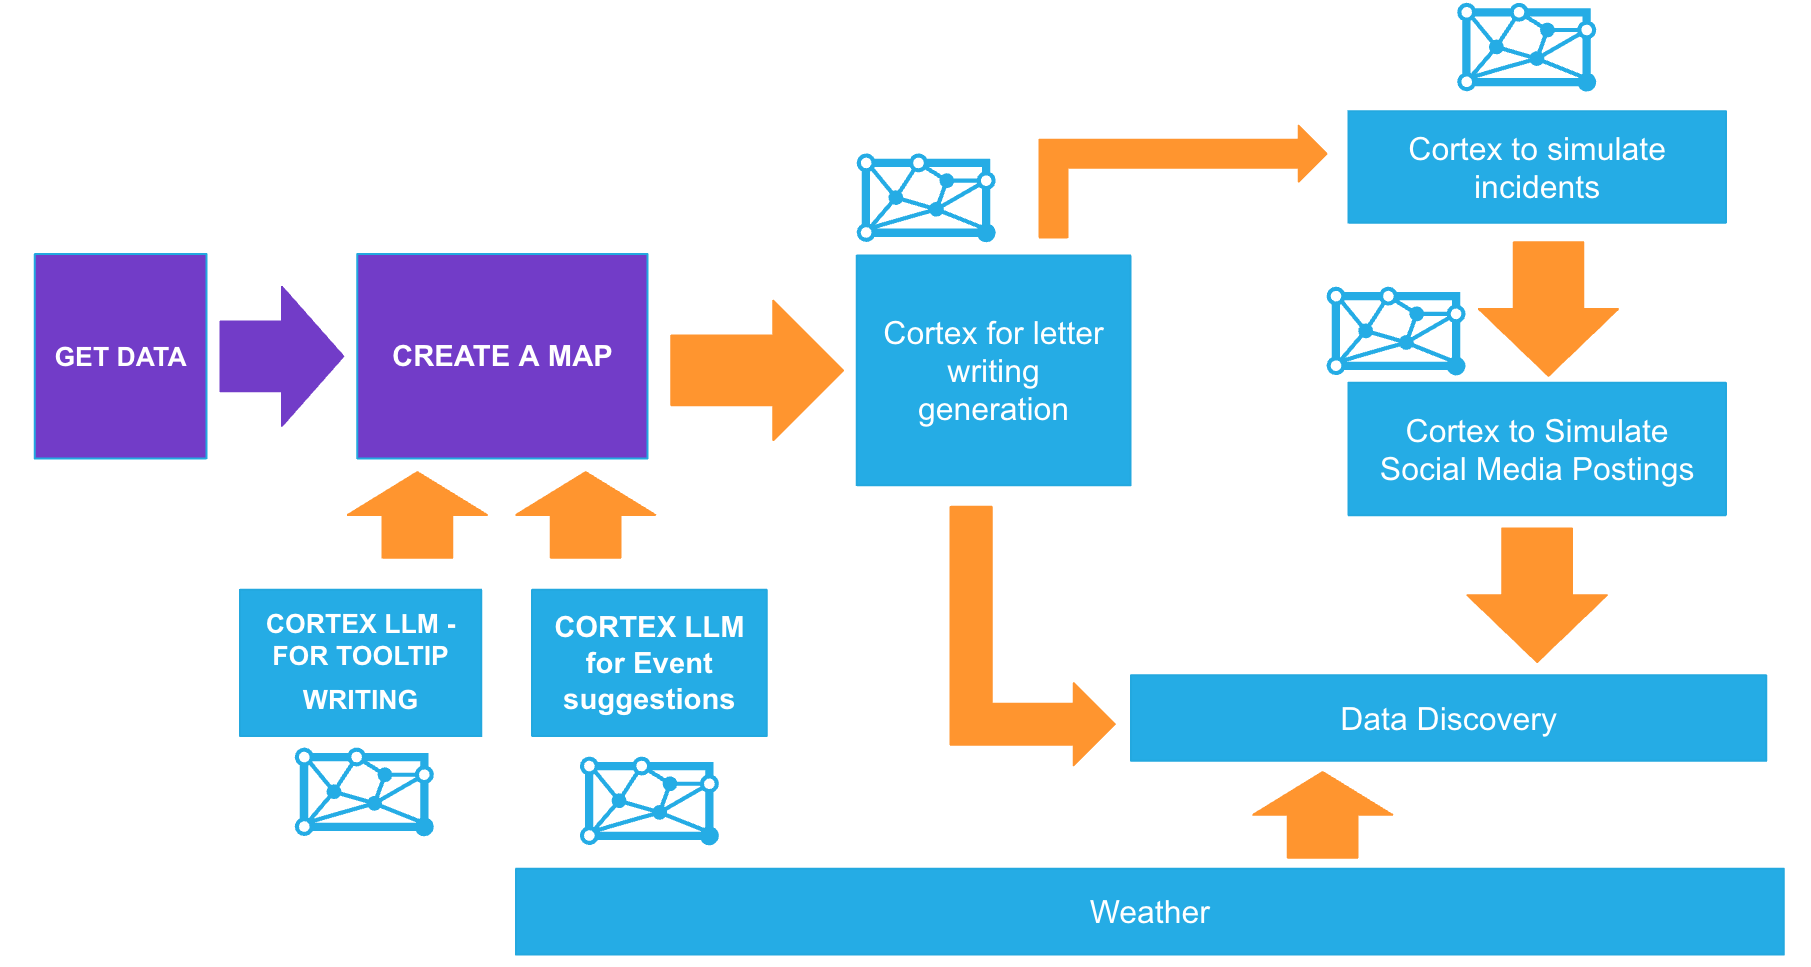 GET DATA
CREATE A MAP
CORTEX LLM -
FOR TOOLTIP
WRITING
CORTEX LLM
for Event
suggestions
Cortex for letter
writing
generation
Cortex to simulate
incidents
Cortex to Simulate
Social Media Postings
Data Discovery
Weather